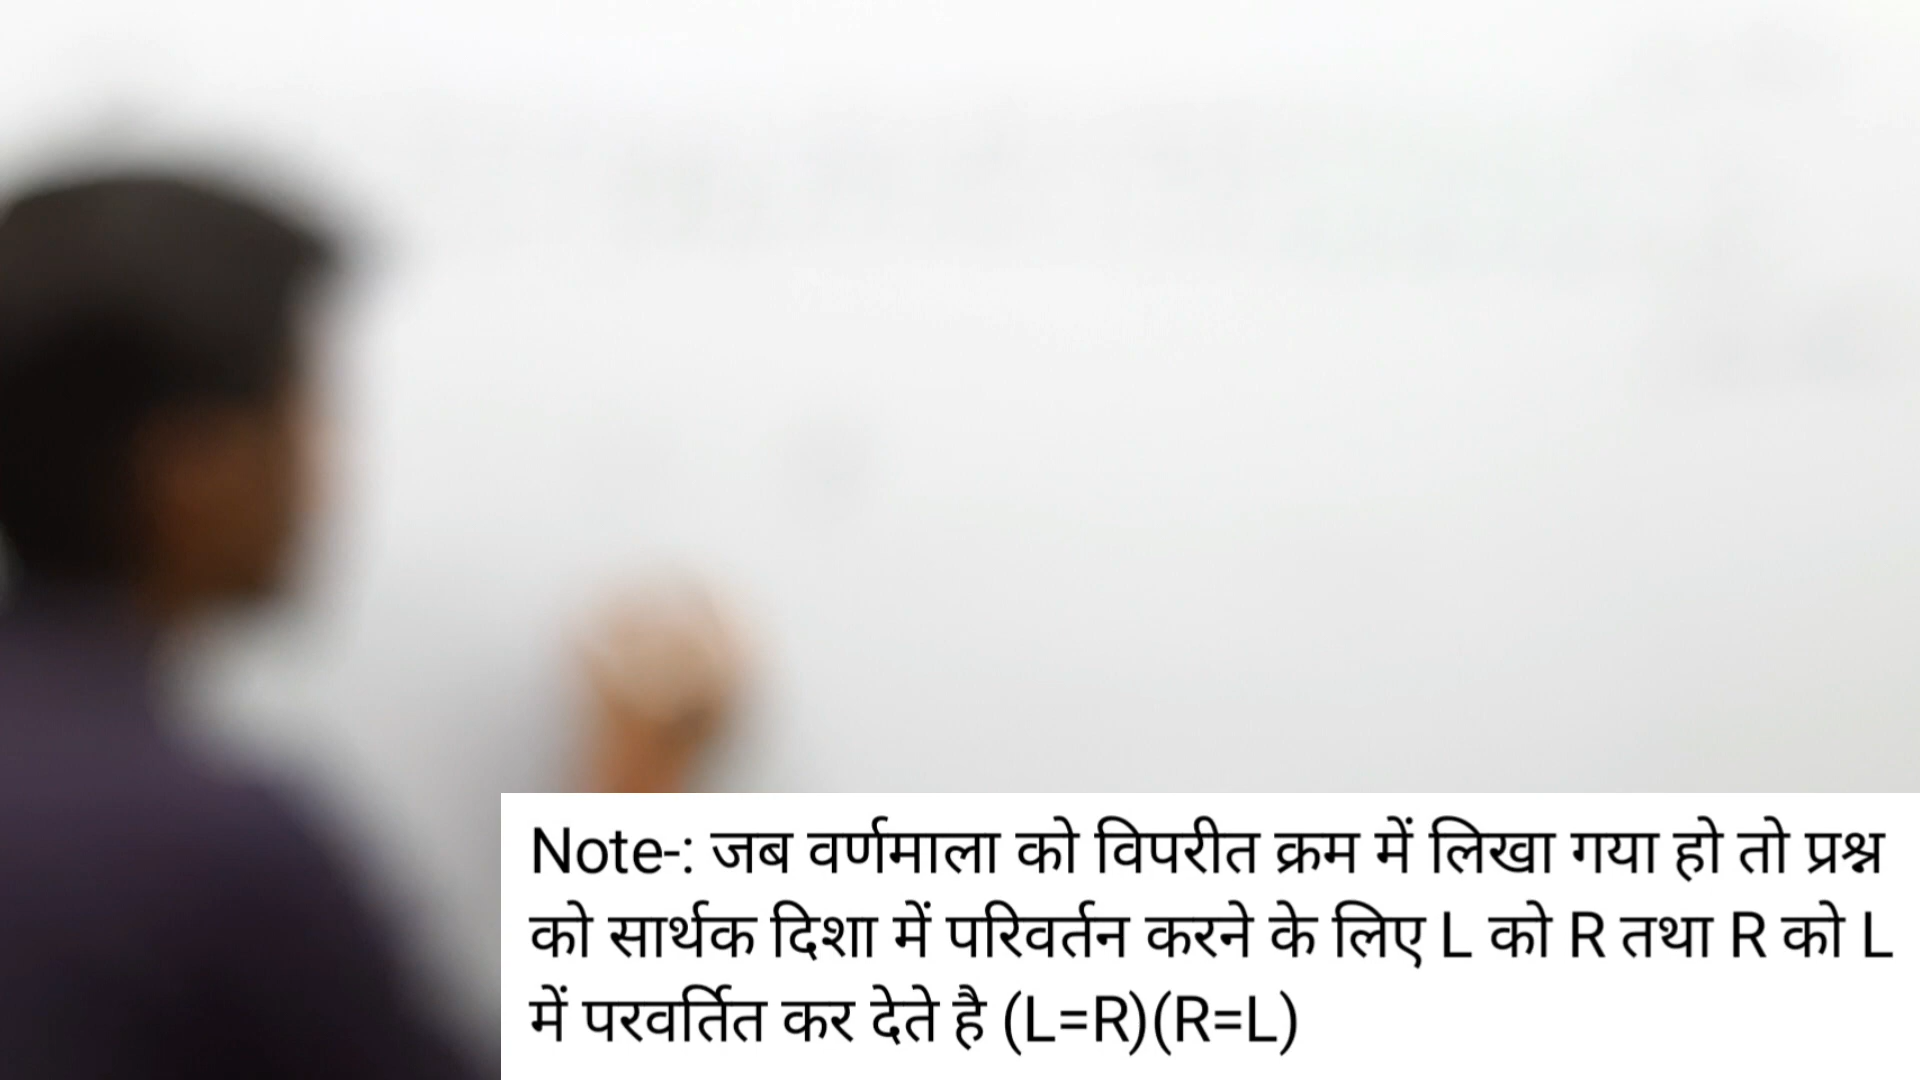 Note-: जब वर्णमाला को विपरीत क्रम में लिखा गया हो तो प्रश्न
को सार्थक दिशा में परिवर्तन करने के लिए L को R तथा R को L
में परवर्तित कर देते है (L=R)(R=L)